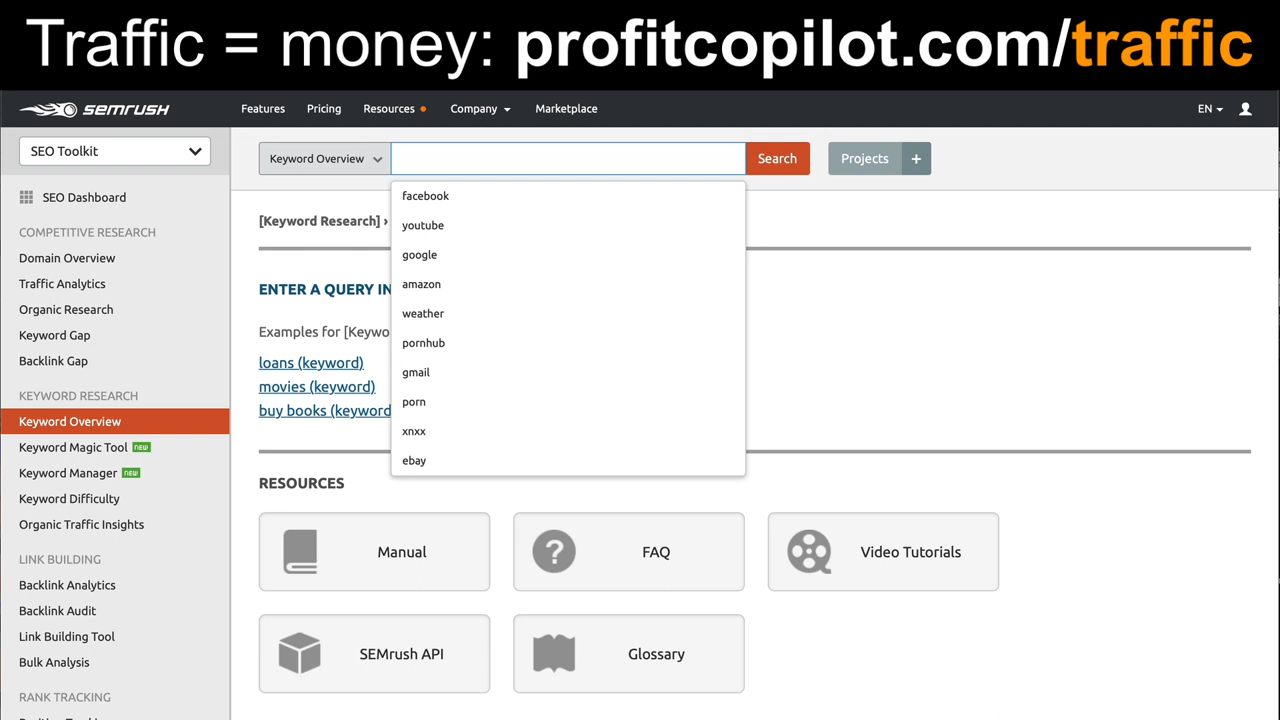 Traffic = money: profitcopilot.com/traffic
SEMRUSH
Features Pricing Resources Company Marketplace EN
SEO Toolkit
Keyword Overview Search Projects +
SEO Dashboard
COMPETITIVE RESEARCH
Domain Overview
Traffic Analytics
Organic Research
Keyword Gap
Backlink Gap
KEYWORD RESEARCH
Keyword Overview
Keyword Magic Tool NEW
Keyword Manager NEW
Keyword Difficulty
Organic Traffic Insights
LINK BUILDING
Backlink Analytics
Backlink Audit
Link Building Tool
Bulk Analysis
RANK TRACKING
facebook
youtube
google
amazon
weather
pornhub
gmail
porn
xnxx
ebay
[Keyword Research] ›
ENTER A QUERY IN
Examples for [Keywo
loans (keyword)
movies (keyword)
buy books (keyword
RESOURCES
Manual
? FAQ
Video Tutorials
SEMrush API
Glossary